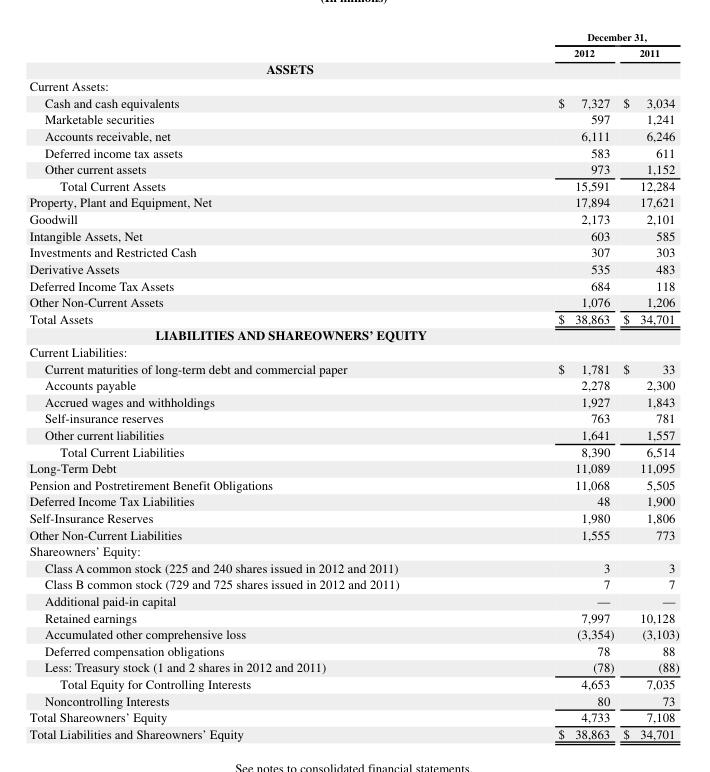 (In millions)
December 31,
2012 2011
ASSETS
Current Assets:
Cash and cash equivalents $ 7,327 $ 3,034
Marketable securities 597 1,241
Accounts receivable, net 6,111 6,246
Deferred income tax assets 583 611
Other current assets 973 1,152
Total Current Assets 15,591 12,284
Property, Plant and Equipment, Net 17,894 17,621
Goodwill 2,173 2,101
Intangible Assets, Net 603 585
Investments and Restricted Cash 307 303
Derivative Assets 535 483
Deferred Income Tax Assets 684 118
Other Non-Current Assets 1,076 1,206
Total Assets $ 38,863 $ 34,701
LIABILITIES AND SHAREOWNERS’ EQUITY
Current Liabilities:
Current maturities of long-term debt and commercial paper $ 1,781 $ 33
Accounts payable 2,278 2,300
Accrued wages and withholdings 1,927 1,843
Self-insurance reserves 763 781
Other current liabilities 1,641 1,557
Total Current Liabilities 8,390 6,514
Long-Term Debt 11,089 11,095
Pension and Postretirement Benefit Obligations 11,068 5,505
Deferred Income Tax Liabilities 48 1,900
Self-Insurance Reserves 1,980 1,806
Other Non-Current Liabilities 1,555 773
Shareowners’ Equity:
Class A common stock (225 and 240 shares issued in 2012 and 2011) 3 3
Class B common stock (729 and 725 shares issued in 2012 and 2011) 7 7
Additional paid-in capital — —
Retained earnings 7,997 10,128
Accumulated other comprehensive loss (3,354) (3,103)
Deferred compensation obligations 78 88
Less: Treasury stock (1 and 2 shares in 2012 and 2011) (78) (88)
Total Equity for Controlling Interests 4,653 7,035
Noncontrolling Interests 80 73
Total Shareowners’ Equity 4,733 7,108
Total Liabilities and Shareowners’ Equity $ 38,863 $ 34,701
See notes to consolidated financial statements.